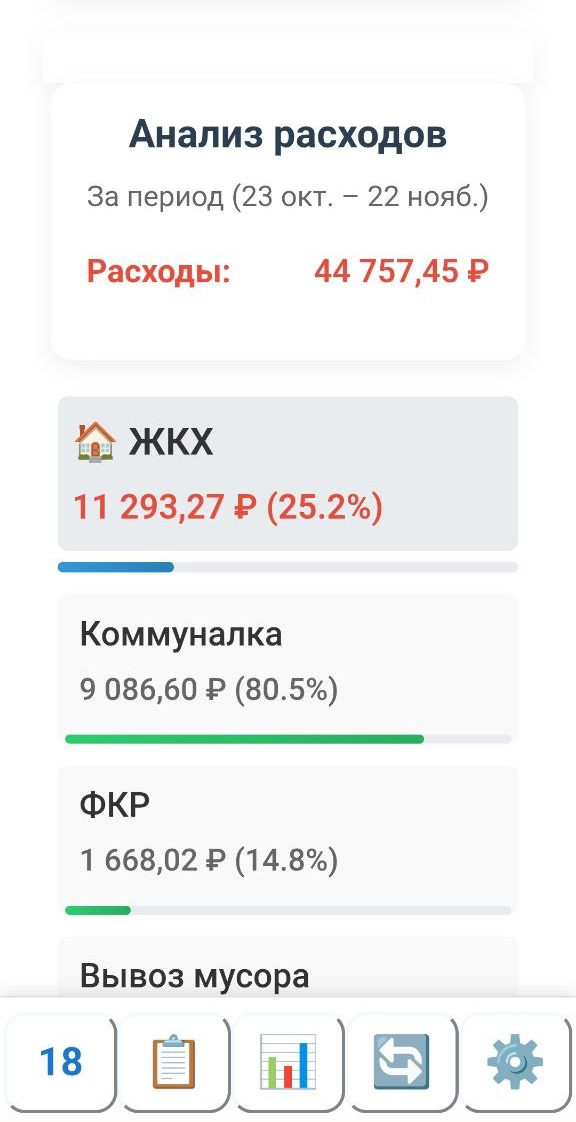 Анализ расходов
За период (23 окт. – 22 нояб.)
Расходы: 44 757,45 ₽
ЖКХ
11 293,27 ₽ (25.2%)
Коммуналка
9 086,60 ₽ (80.5%)
ФКР
1 668,02 ₽ (14.8%)
Вывоз мусора
18